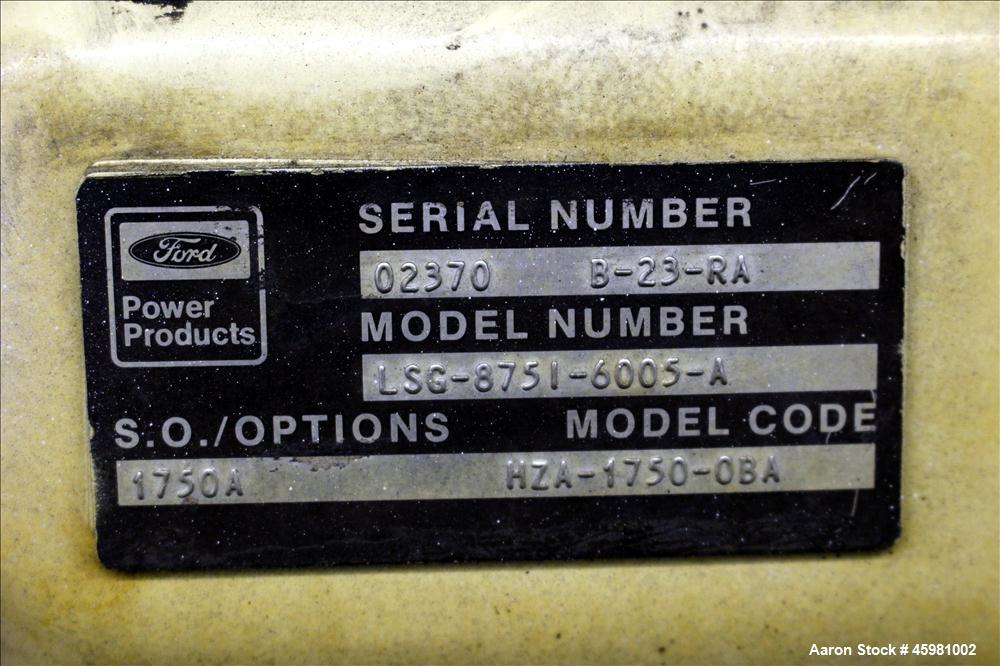 Ford
Power
Products
SERIAL NUMBER
02370 B-23-RA
MODEL NUMBER
LSG-875I-6005-A
S.O./OPTIONS MODEL CODE
1750A HZA-1750-0BA
Aaron Stock # 45981002